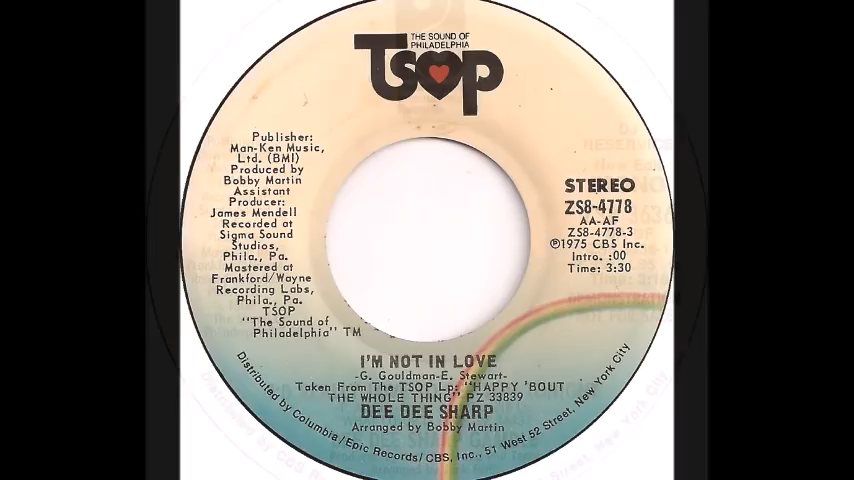 THE SOUND OF
PHILADELPHIA
Tsop
Publisher:
Man-Ken Music,
Ltd. (BMI)
Produced by
Bobby Martin
Assistant
Producer:
James Mendell
Recorded at
Sigma Sound
Studios,
Phila., Pa.
Mastered at
Frankford/Wayne
Recording Labs,
Phila., Pa.
TSOP
"The Sound of
Philadelphia" TM
STEREO
ZS8-4778
AA-AF
ZS8-4778-3
℗1975 CBS Inc.
Intro. :00
Time: 3:30
I'M NOT IN LOVE
-G. Gouldman-E. Stewart-
Taken From The TSOP Lp: "HAPPY 'BOUT
THE WHOLE THING" PZ 33839
DEE DEE SHARP
Arranged by Bobby Martin
Distributed by Columbia/Epic Records/CBS, Inc., 51 West 52 Street, New York City